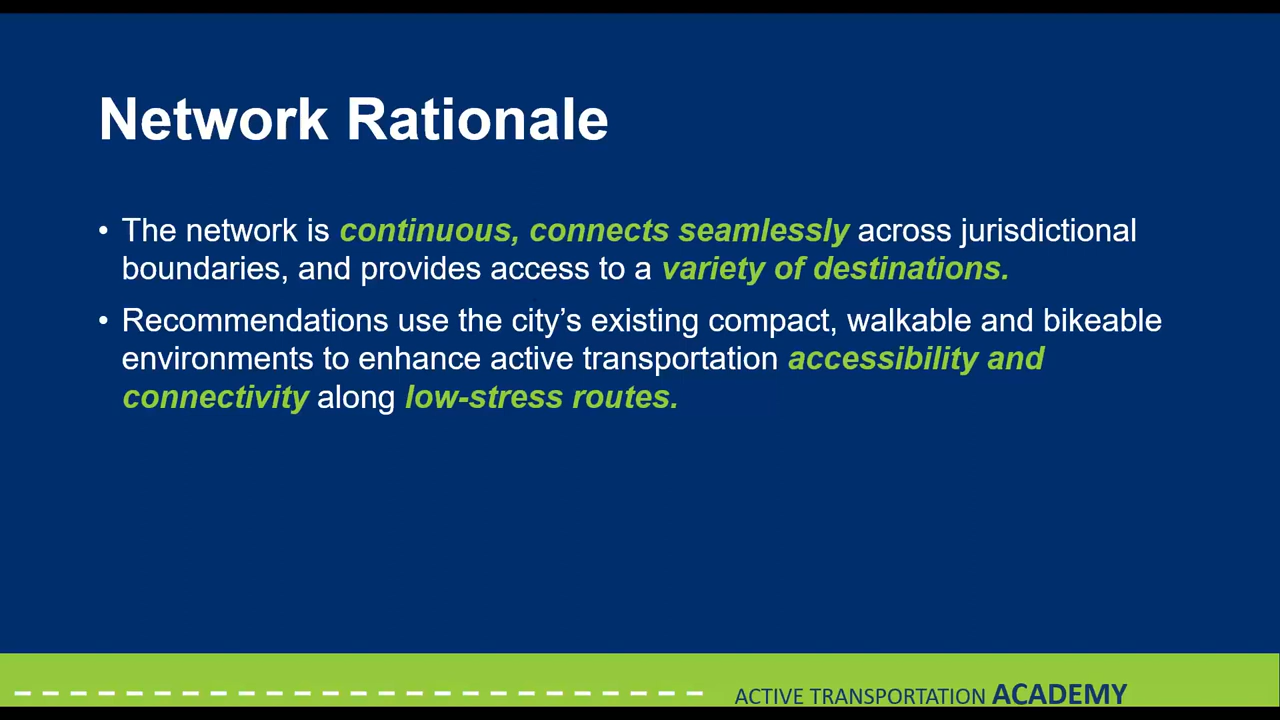 Network Rationale
• The network is continuous, connects seamlessly across jurisdictional
boundaries, and provides access to a variety of destinations.
• Recommendations use the city’s existing compact, walkable and bikeable
environments to enhance active transportation accessibility and
connectivity along low-stress routes.
ACTIVE TRANSPORTATION ACADEMY